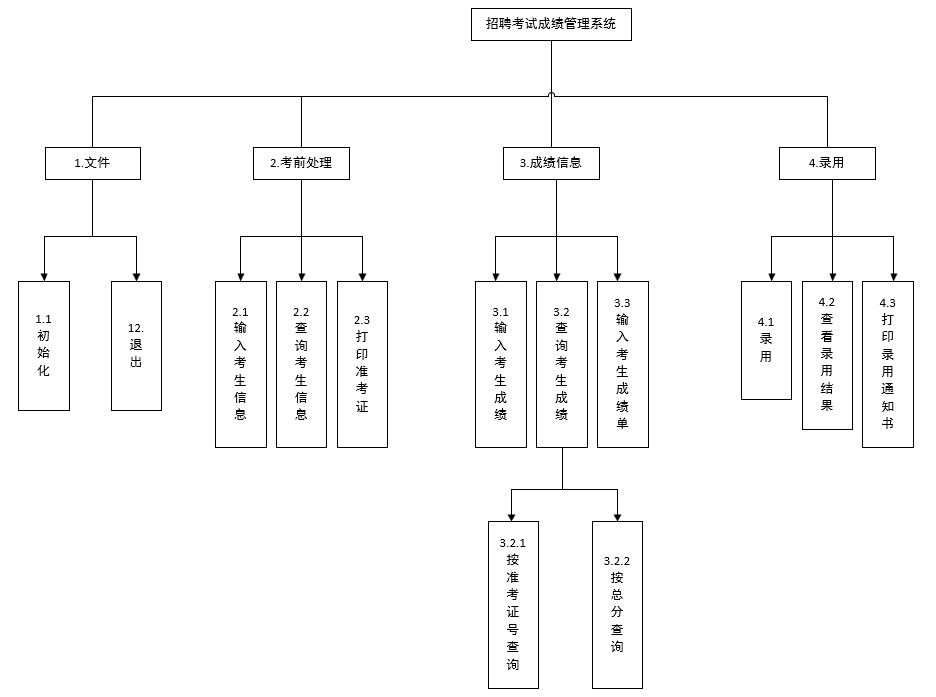 招聘考试成绩管理系统
1.文件
2.考前处理
3.成绩信息
4.录用
1.1
初始化
12.
退出
2.1
输入考生信息
2.2
查询考生信息
2.3
打印准考证
3.1
输入考生成绩
3.2
查询考生成绩
3.3
输入考生成绩单
4.1
录用
4.2
查看录用结果
4.3
打印录用通知书
3.2.1
按准考证号查询
3.2.2
按总分查询